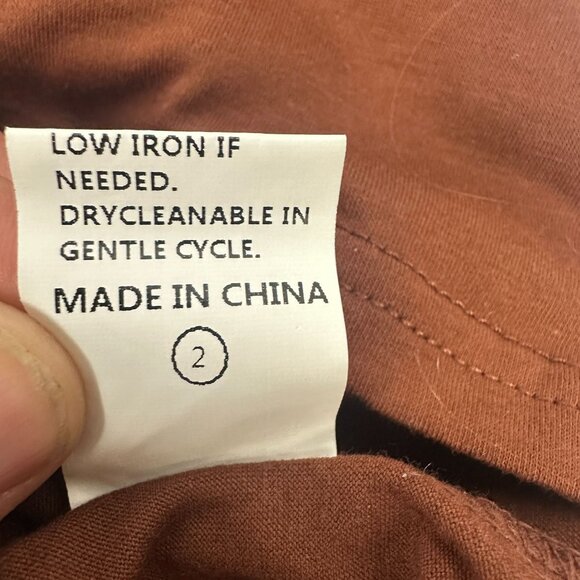 LOW IRON IF
NEEDED.
DRYCLEANABLE IN
GENTLE CYCLE.
MADE IN CHINA
2